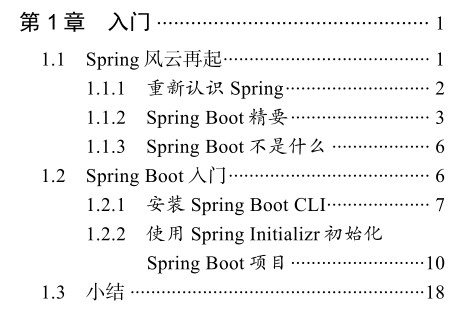 第1章 入门 ································ 1
1.1 Spring 风云再起································ 1
1.1.1 重新认识 Spring························ 2
1.1.2 Spring Boot 精要························ 3
1.1.3 Spring Boot 不是什么 ················ 6
1.2 Spring Boot 入门······························ 6
1.2.1 安装 Spring Boot CLI················ 7
1.2.2 使用 Spring Initializr 初始化
Spring Boot 项目······················10
1.3 小结 ················································18